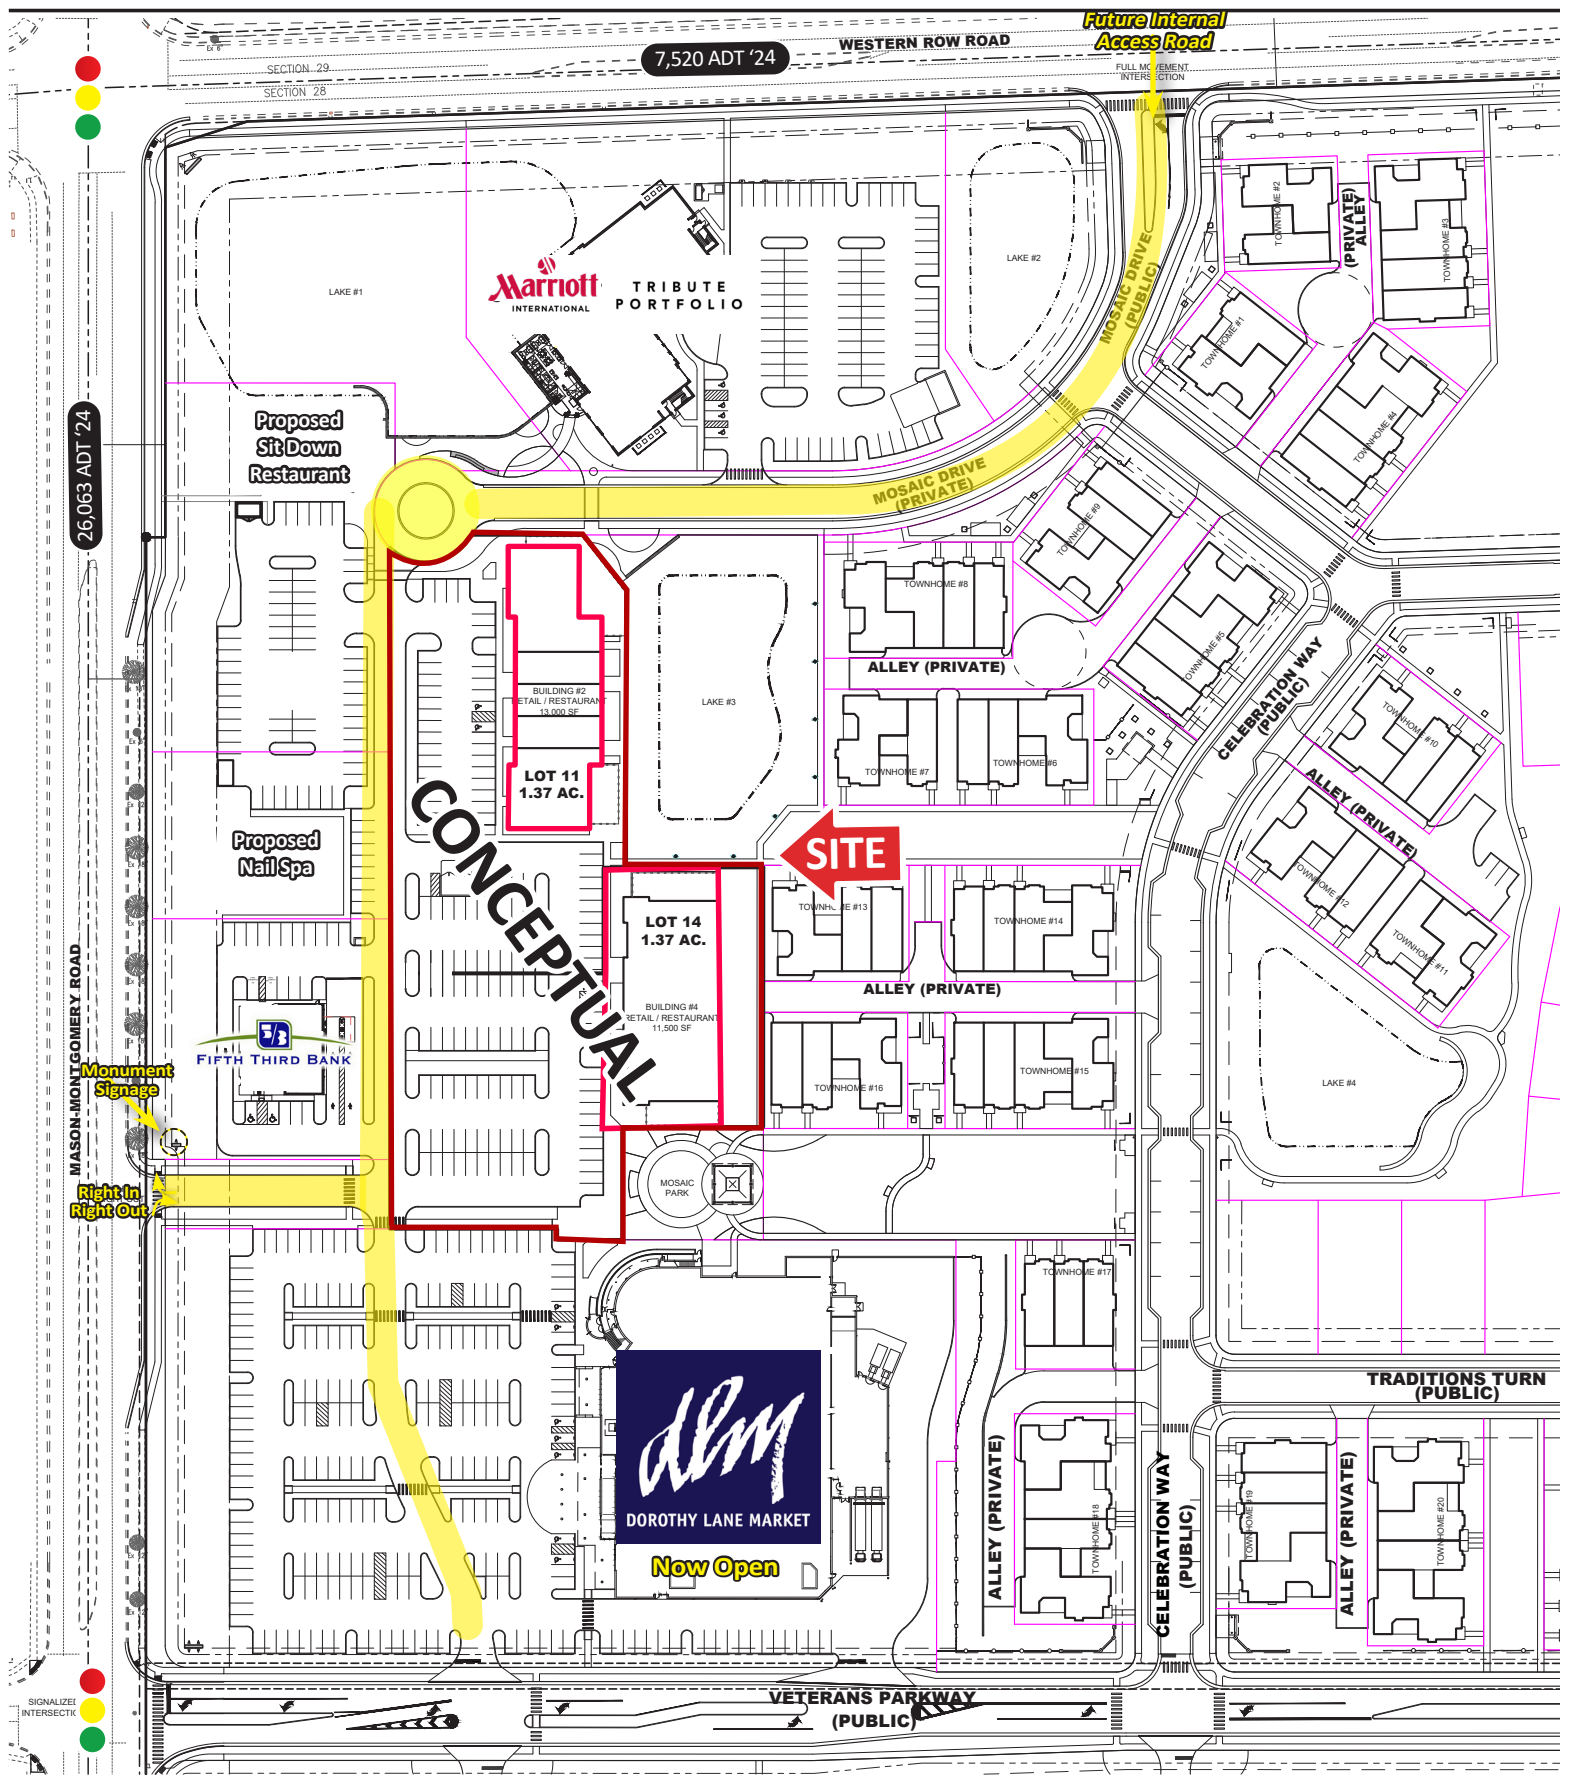 Future Internal
Access Road
WESTERN ROW ROAD
7,520 ADT ‘24
FULL MOVEMENT
INTERSECTION
SECTION 29
SECTION 28
LAKE #1
Marriott
INTERNATIONAL
TRIBUTE
PORTFOLIO
LAKE #2
MOSAIC DRIVE
(PUBLIC)
TOWNHOME #2
(PRIVATE)
ALLEY
TOWNHOME #3
TOWNHOME #1
TOWNHOME #4
26,063 ADT ‘24
Proposed
Sit Down
Restaurant
MOSAIC DRIVE
(PRIVATE)
TOWNHOME #9
TOWNHOME #8
TOWNHOME #5
ALLEY (PRIVATE)
CELEBRATION WAY
(PUBLIC)
BUILDING #2
RETAIL / RESTAURANT
13,000 SF
LOT 11
1.37 AC.
LAKE #3
TOWNHOME #7
TOWNHOME #6
TOWNHOME #10
ALLEY (PRIVATE)
CONCEPTUAL
Proposed
Nail Spa
SITE
TOWNHOME #13
TOWNHOME #14
TOWNHOME #12
TOWNHOME #11
LOT 14
1.37 AC.
BUILDING #4
RETAIL / RESTAURANT
11,500 SF
ALLEY (PRIVATE)
MASON-MONTGOMERY ROAD
FIFTH THIRD BANK
Monument
Signage
TOWNHOME #16
TOWNHOME #15
LAKE #4
Right In
Right Out
MOSAIC
PARK
TOWNHOME #17
TRADITIONS TURN
(PUBLIC)
dlm
DOROTHY LANE MARKET
Now Open
ALLEY (PRIVATE)
TOWNHOME #18
CELEBRATION WAY
(PUBLIC)
TOWNHOME #19
ALLEY (PRIVATE)
TOWNHOME #20
SIGNALIZED
INTERSECTIO
VETERANS PARKWAY
(PUBLIC)